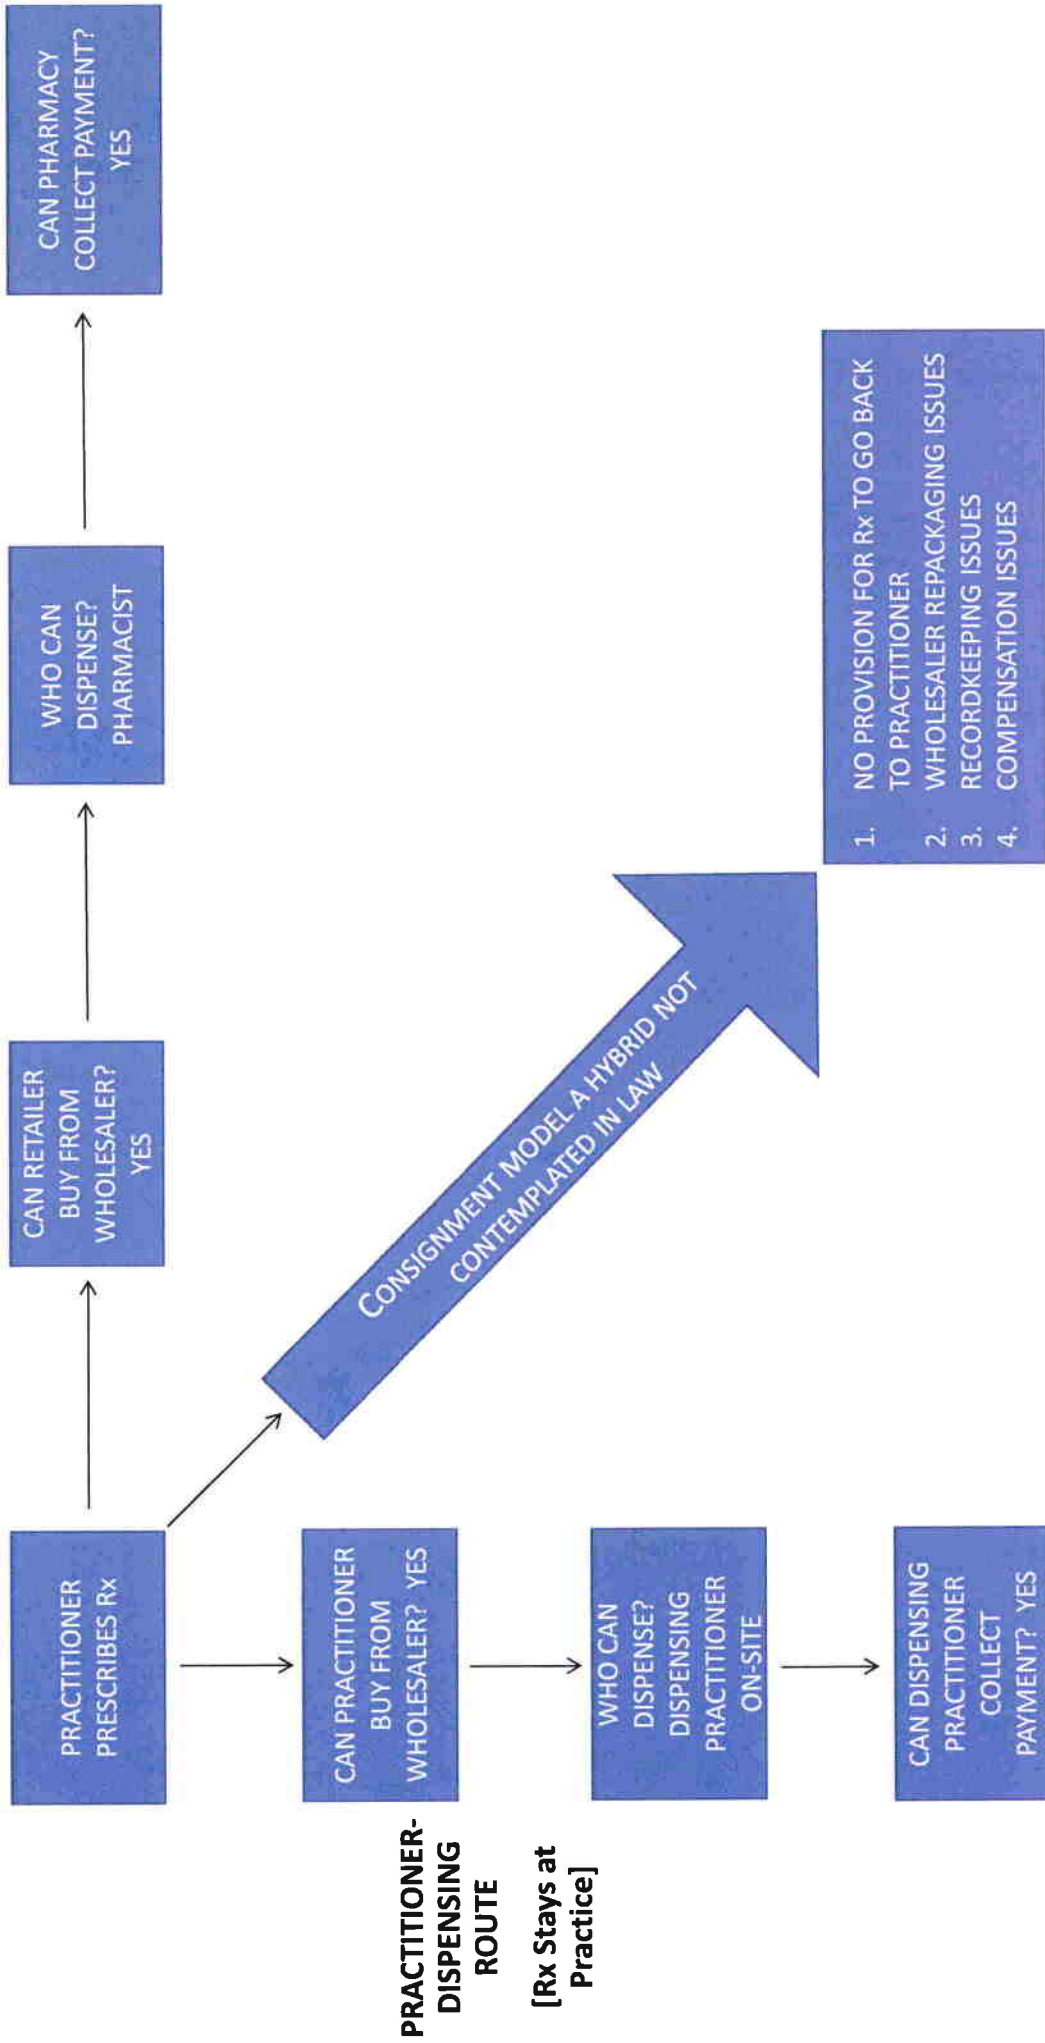 PRACTITIONER
PRESCRIBES Rx
CAN RETAILER
BUY FROM
WHOLESALER?
YES
WHO CAN
DISPENSE?
PHARMACIST
CAN PHARMACY
COLLECT PAYMENT?
YES
PRACTITIONER-
DISPENSING
ROUTE
[Rx Stays at
Practice]
CAN PRACTITIONER
BUY FROM
WHOLESALER? YES
WHO CAN
DISPENSE?
DISPENSING
PRACTITIONER
ON-SITE
CAN DISPENSING
PRACTITIONER
COLLECT
PAYMENT? YES
CONSIGNMENT MODEL A HYBRID NOT
CONTEMPLATED IN LAW
1. NO PROVISION FOR Rx TO GO BACK
TO PRACTITIONER
2. WHOLESALER REPACKAGING ISSUES
3. RECORDKEEPING ISSUES
4. COMPENSATION ISSUES